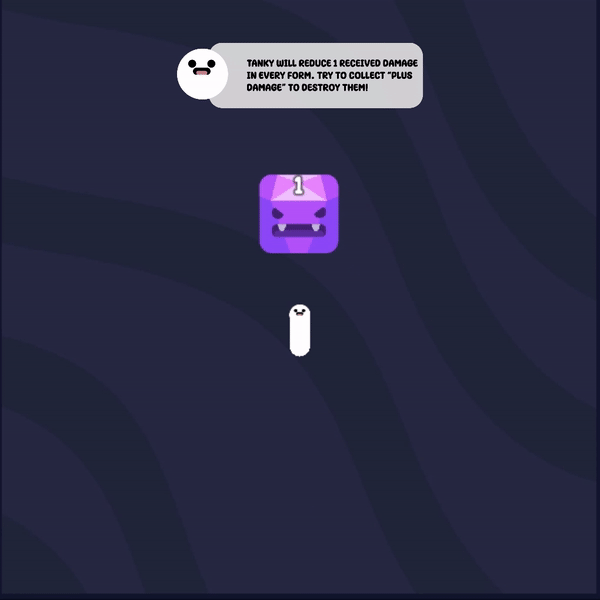 TANKY WILL REDUCE 1 RECEIVED DAMAGE
IN EVERY FORM. TRY TO COLLECT "PLUS
DAMAGE" TO DESTROY THEM!
1